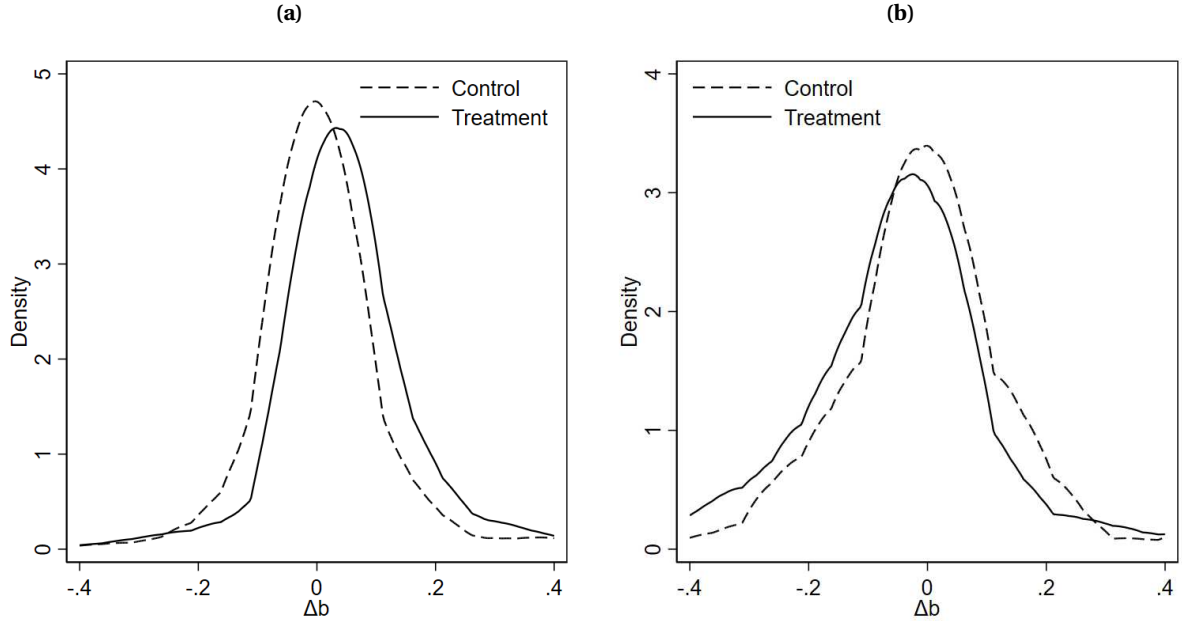 (a)
Control
Treatment
Density
5
4
3
2
1
0
-.4
-.2
0
.2
.4
Δb
(b)
Control
Treatment
Density
4
3
2
1
0
-.4
-.2
0
.2
.4
Δb